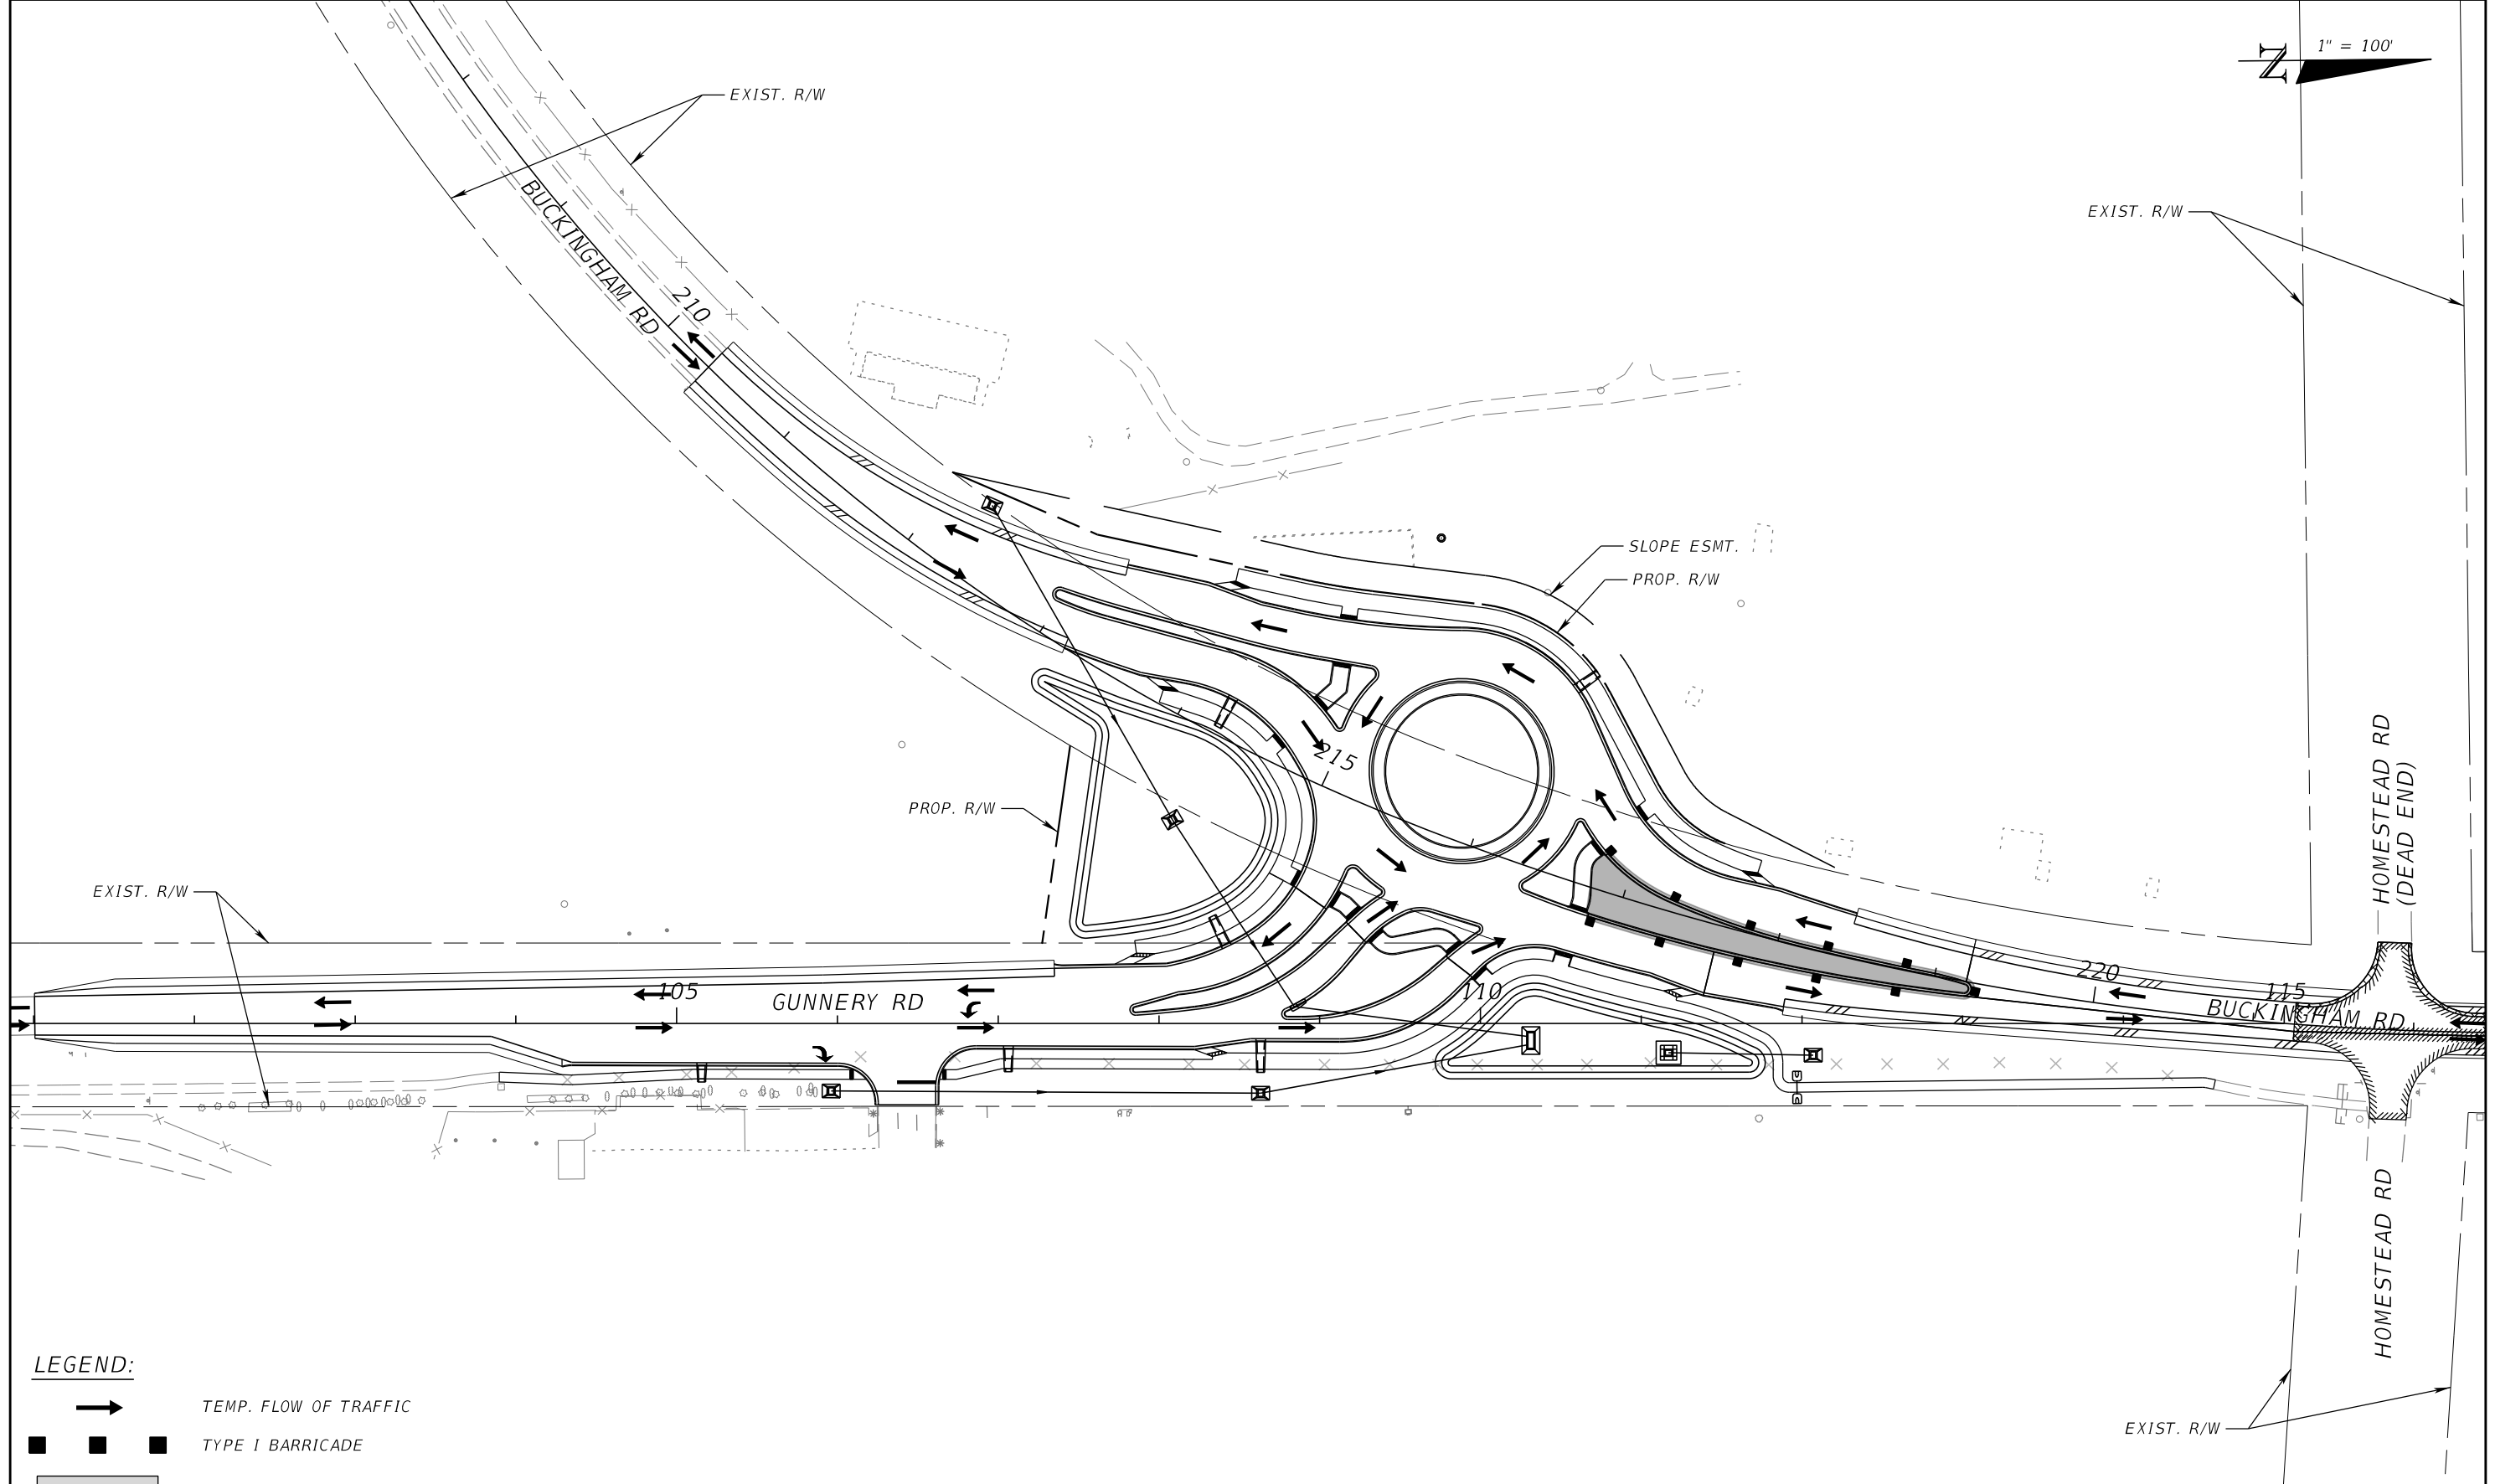 1" = 100'
N
EXIST. R/W
EXIST. R/W
BUCKINGHAM RD
210
SLOPE ESMT.
PROP. R/W
215
PROP. R/W
HOMESTEAD RD
(DEAD END)
EXIST. R/W
220
105
GUNNERY RD
110
115
BUCKINGHAM RD
HOMESTEAD RD
LEGEND:
TEMP. FLOW OF TRAFFIC
EXIST. R/W
TYPE I BARRICADE